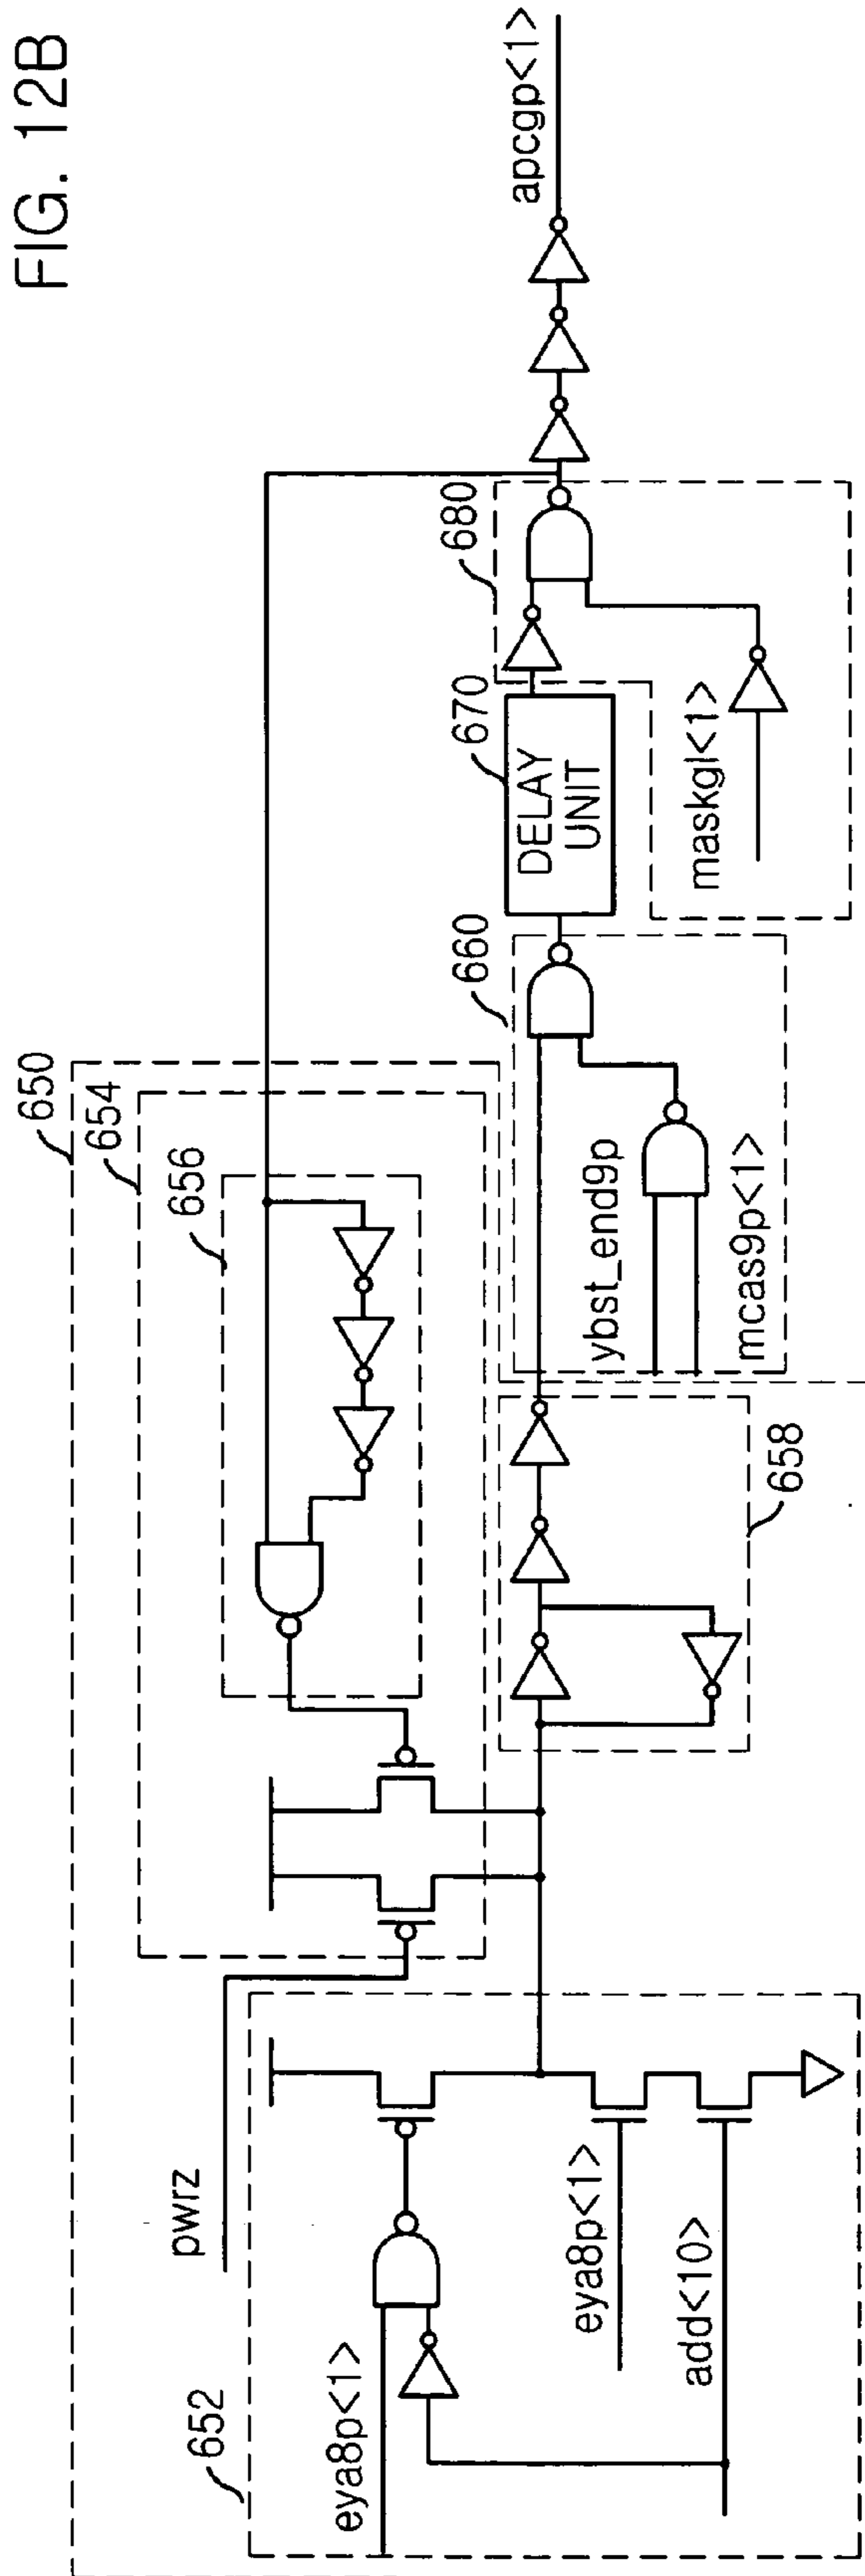 FIG. 12B
650
654
656
pwrz
652
eya8p<1>
eya8p<1>
add<10>
658
660
ybst_end9p
mcas9p<1>
670
DELAY
UNIT
680
maskgl<1>
apcgp<1>